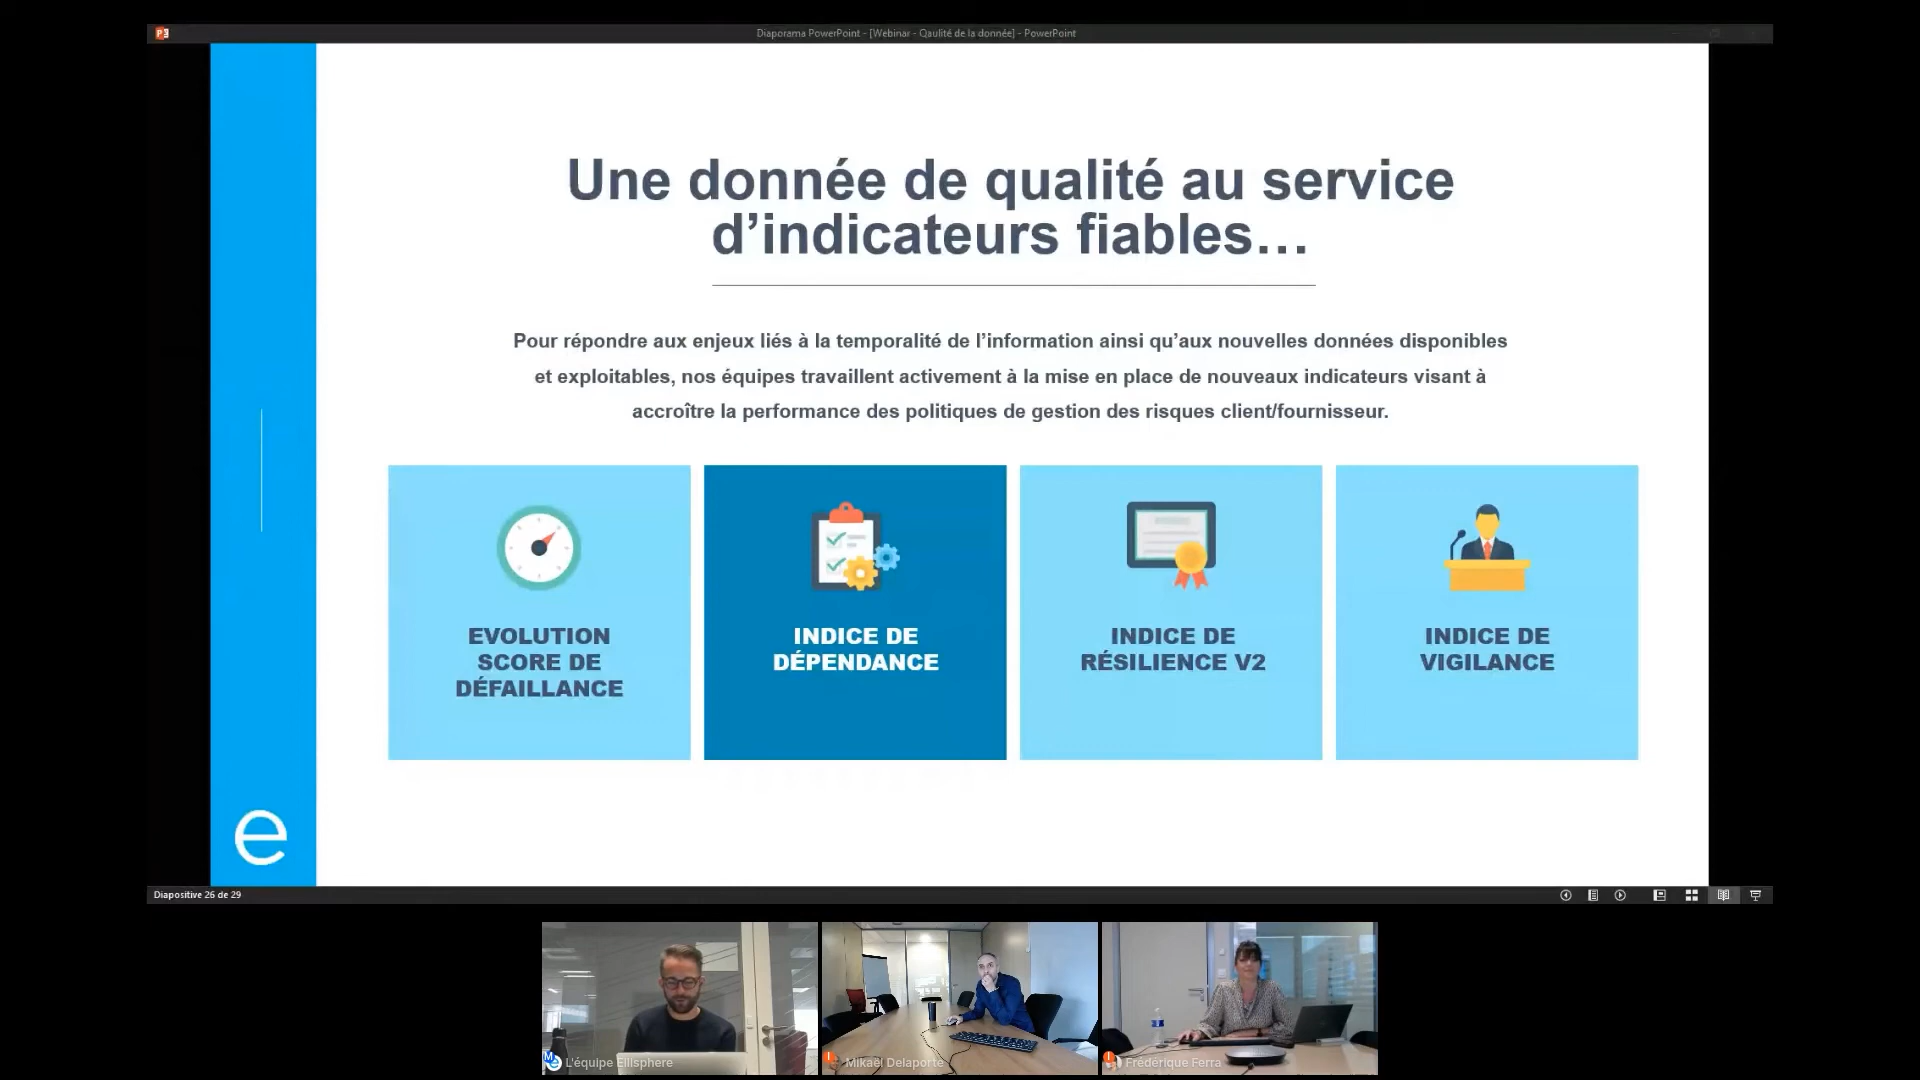 Diaporama PowerPoint - [Webinar - Qaulité de la donnée] - PowerPoint
Une donnée de qualité au service
d’indicateurs fiables…
Pour répondre aux enjeux liés à la temporalité de l’information ainsi qu’aux nouvelles données disponibles
et exploitables, nos équipes travaillent activement à la mise en place de nouveaux indicateurs visant à
accroître la performance des politiques de gestion des risques client/fournisseur.
EVOLUTION
SCORE DE
DÉFAILLANCE
INDICE DE
DÉPENDANCE
INDICE DE
RÉSILIENCE V2
INDICE DE
VIGILANCE
e
Diapositive 26 de 29
L'équipe Ellisphere
Mikaël Delaporte
Frédérique Ferra